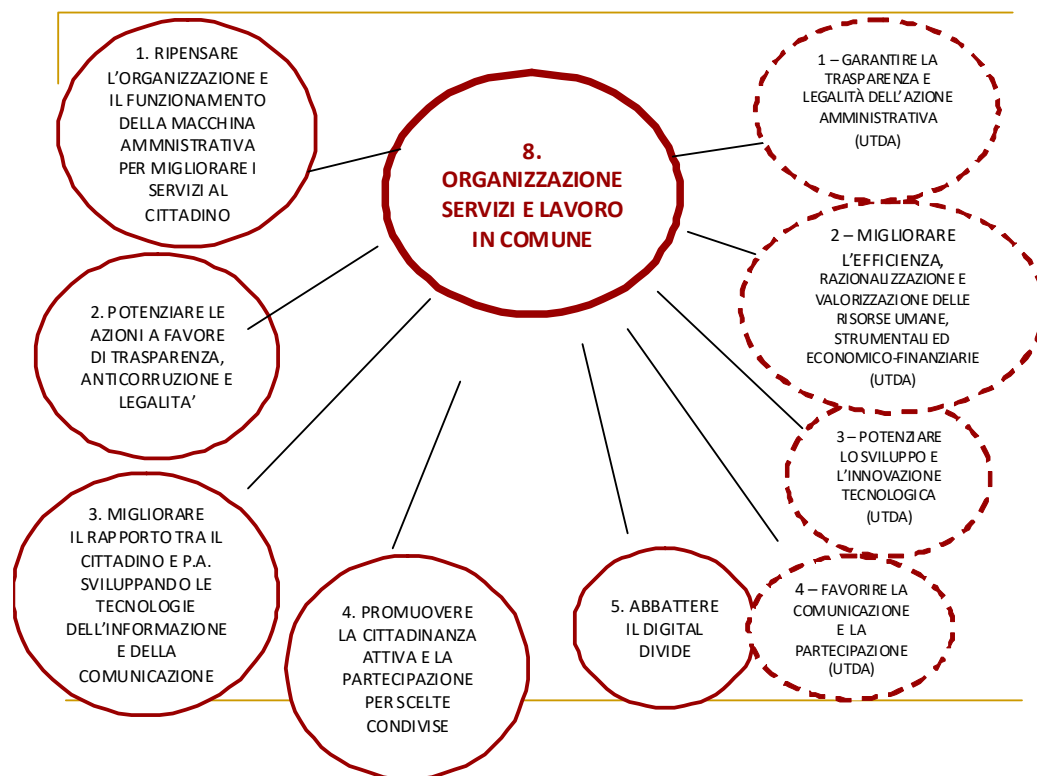 8.
ORGANIZZAZIONE
SERVIZI E LAVORO
IN COMUNE
1. RIPENSARE
L’ORGANIZZAZIONE E
IL FUNZIONAMENTO
DELLA MACCHINA
AMMNISTRATIVA
PER MIGLIORARE I
SERVIZI AL
CITTADINO
2. POTENZIARE LE
AZIONI A FAVORE
DI TRASPARENZA,
ANTICORRUZIONE E
LEGALITA’
3. MIGLIORARE
IL RAPPORTO TRA IL
CITTADINO E P.A.
SVILUPPANDO LE
TECNOLOGIE
DELL’INFORMAZIONE
E DELLA
COMUNICAZIONE
4. PROMUOVERE
LA CITTADINANZA
ATTIVA E LA
PARTECIPAZIONE
PER SCELTE
CONDIVISE
5. ABBATTERE
IL DIGITAL
DIVIDE
1 – GARANTIRE LA
TRASPARENZA E
LEGALITÀ DELL’AZIONE
AMMINISTRATIVA
(UTDA)
2 – MIGLIORARE
L’EFFICIENZA,
RAZIONALIZZAZIONE E
VALORIZZAZIONE DELLE
RISORSE UMANE,
STRUMENTALI ED
ECONOMICO-FINANZIARIE
(UTDA)
3 – POTENZIARE
LO SVILUPPO E
L’INNOVAZIONE
TECNOLOGICA
(UTDA)
4 – FAVORIRE LA
COMUNICAZIONE
E LA
PARTECIPAZIONE
(UTDA)